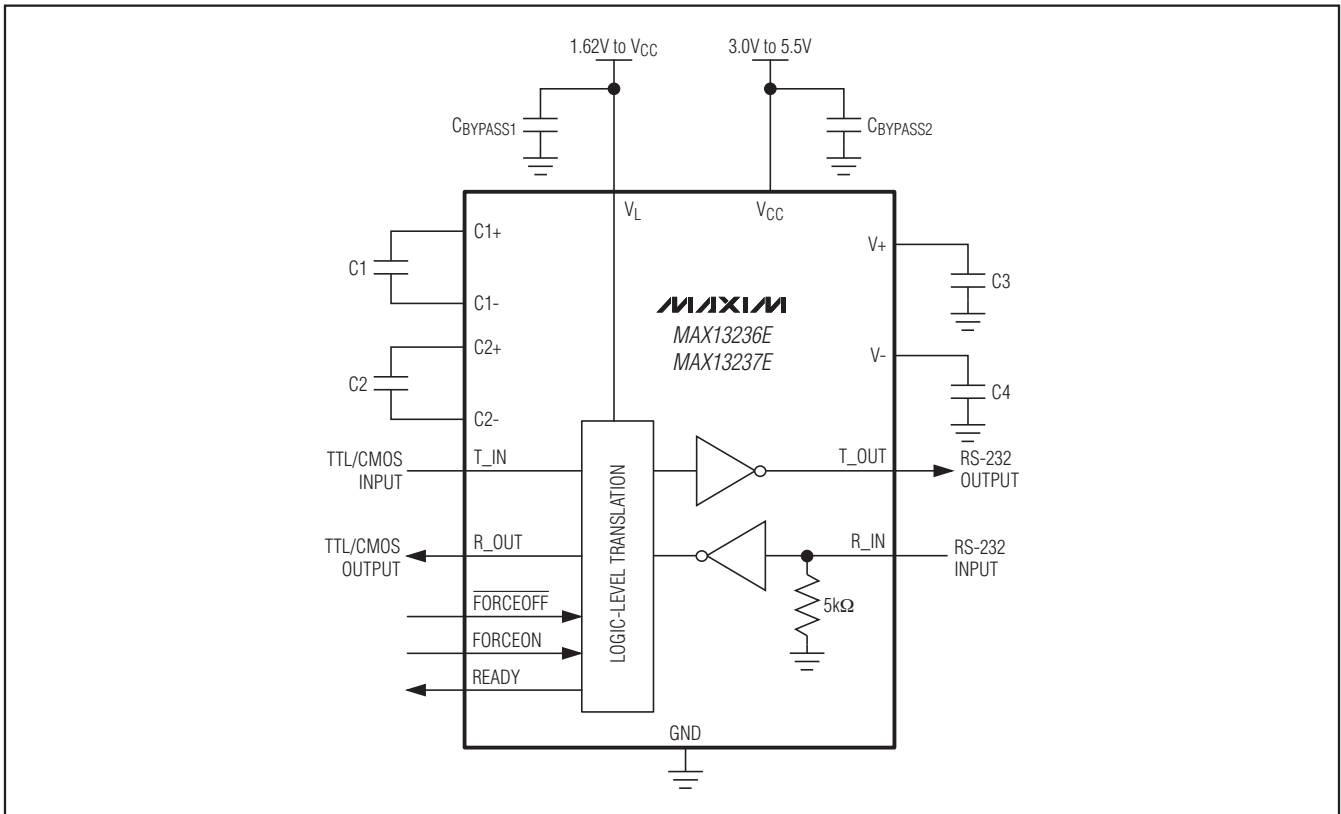 1.62V to VCC
3.0V to 5.5V
CBYPASS1
CBYPASS2
VL
VCC
C1+
V+
C1
C3
C1-
MAXIM
MAX13236E
MAX13237E
C2+
V-
C2
C4
C2-
TTL/CMOS
INPUT
T_IN
T_OUT
RS-232
OUTPUT
LOGIC-LEVEL TRANSLATION
TTL/CMOS
OUTPUT
R_OUT
R_IN
RS-232
INPUT
5kΩ
FORCEOFF
FORCEON
READY
GND